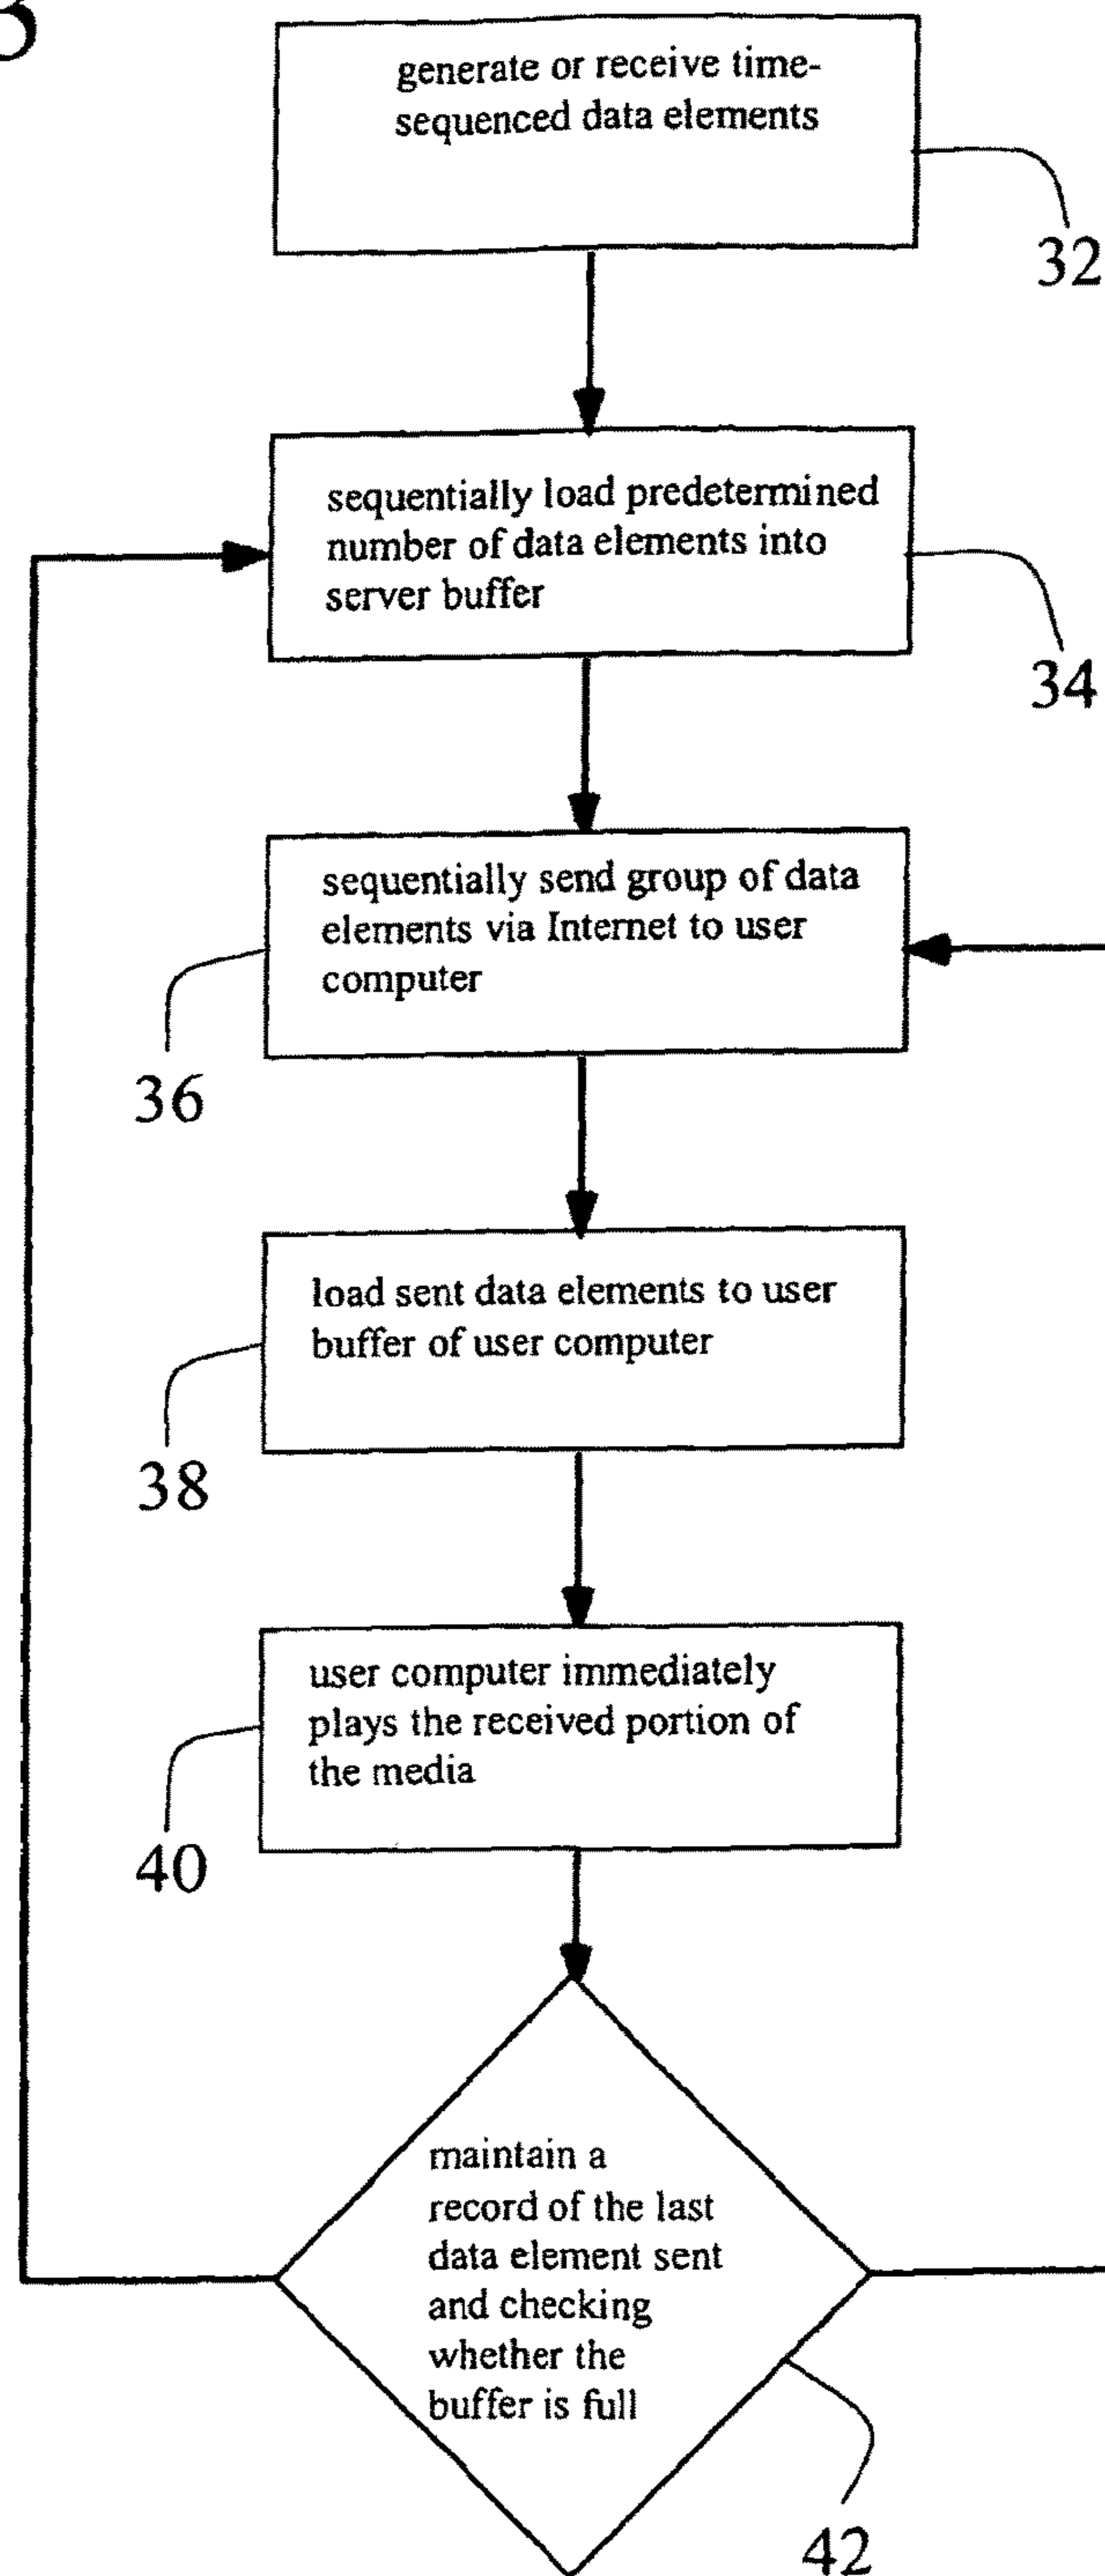 3
generate or receive time-
sequenced data elements
32
sequentially load predetermined
number of data elements into
server buffer
34
sequentially send group of data
elements via Internet to user
computer
36
load sent data elements to user
buffer of user computer
38
user computer immediately
plays the received portion of
the media
40
maintain a
record of the last
data element sent
and checking
whether the
buffer is full
42